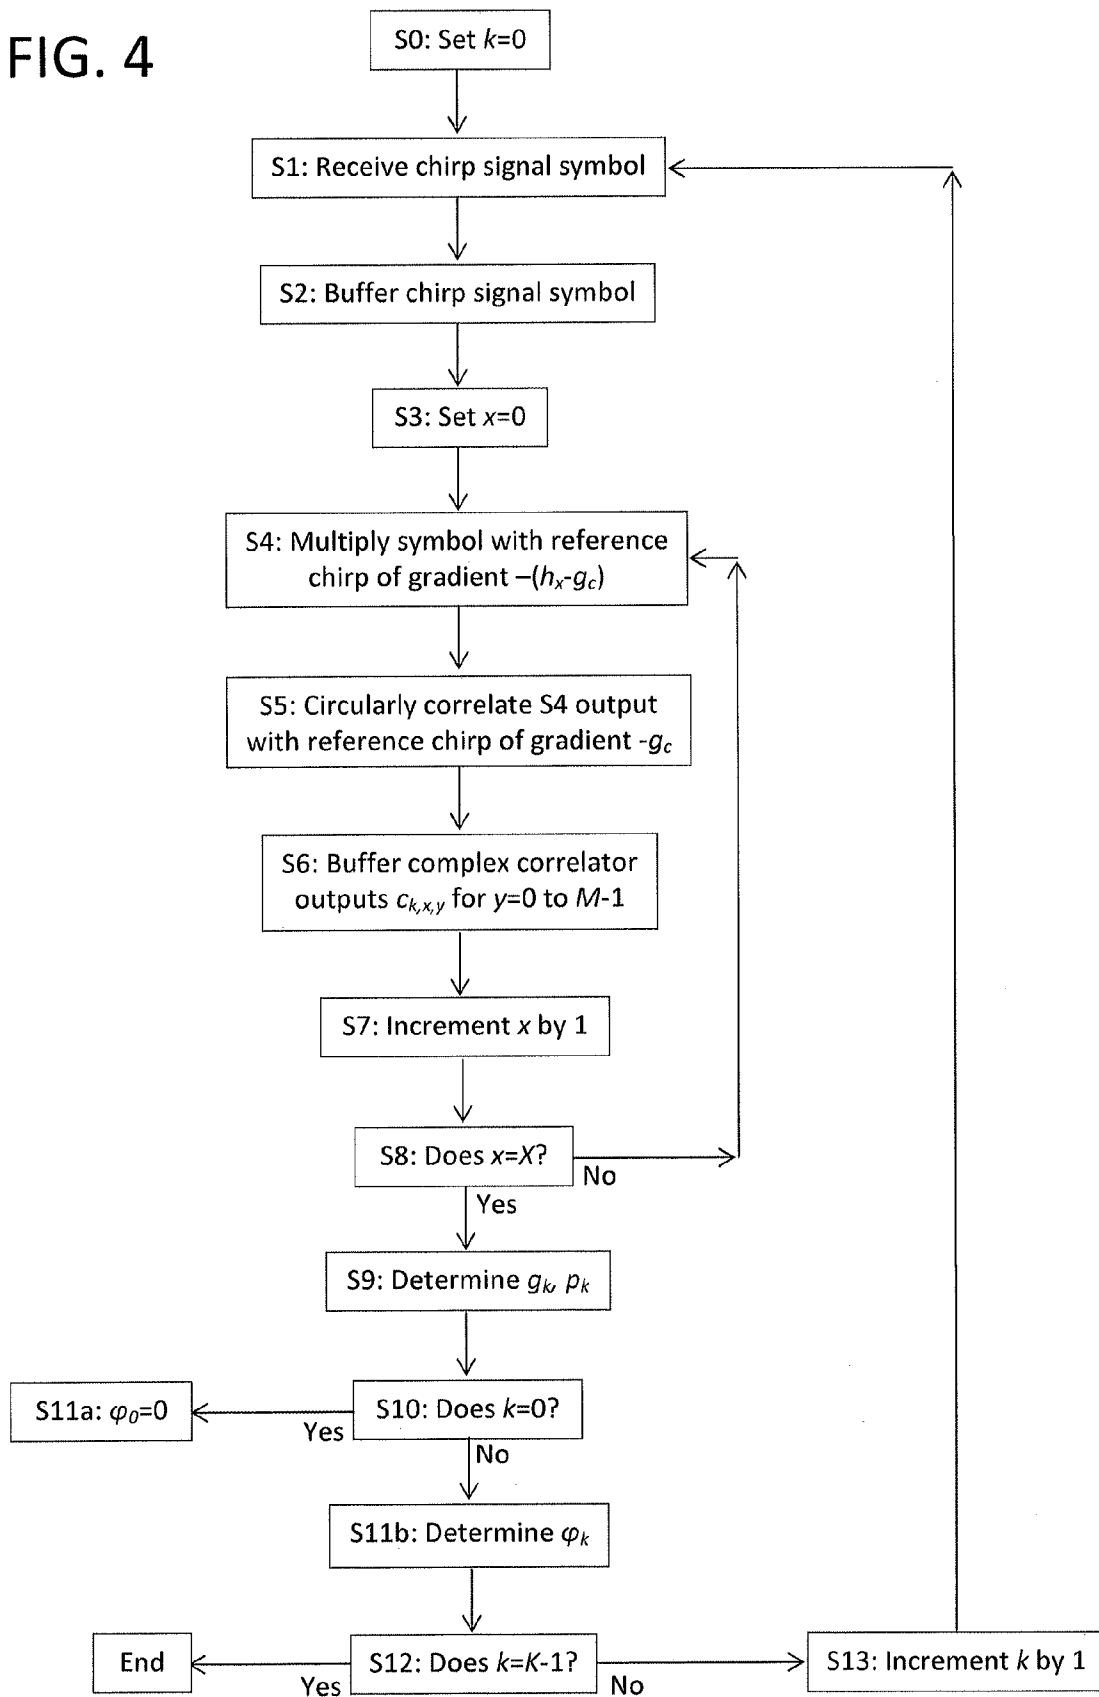 FIG. 4
S0: Set k=0
S1: Receive chirp signal symbol
S2: Buffer chirp signal symbol
S3: Set x=0
S4: Multiply symbol with reference
chirp of gradient –(hx-gc)
S5: Circularly correlate S4 output
with reference chirp of gradient -gc
S6: Buffer complex correlator
outputs ck,x,y for y=0 to M-1
S7: Increment x by 1
S8: Does x=X?
No
Yes
S9: Determine gk, pk
S11a: φ0=0
S10: Does k=0?
Yes
No
S11b: Determine φk
End
S12: Does k=K-1?
S13: Increment k by 1
Yes
No